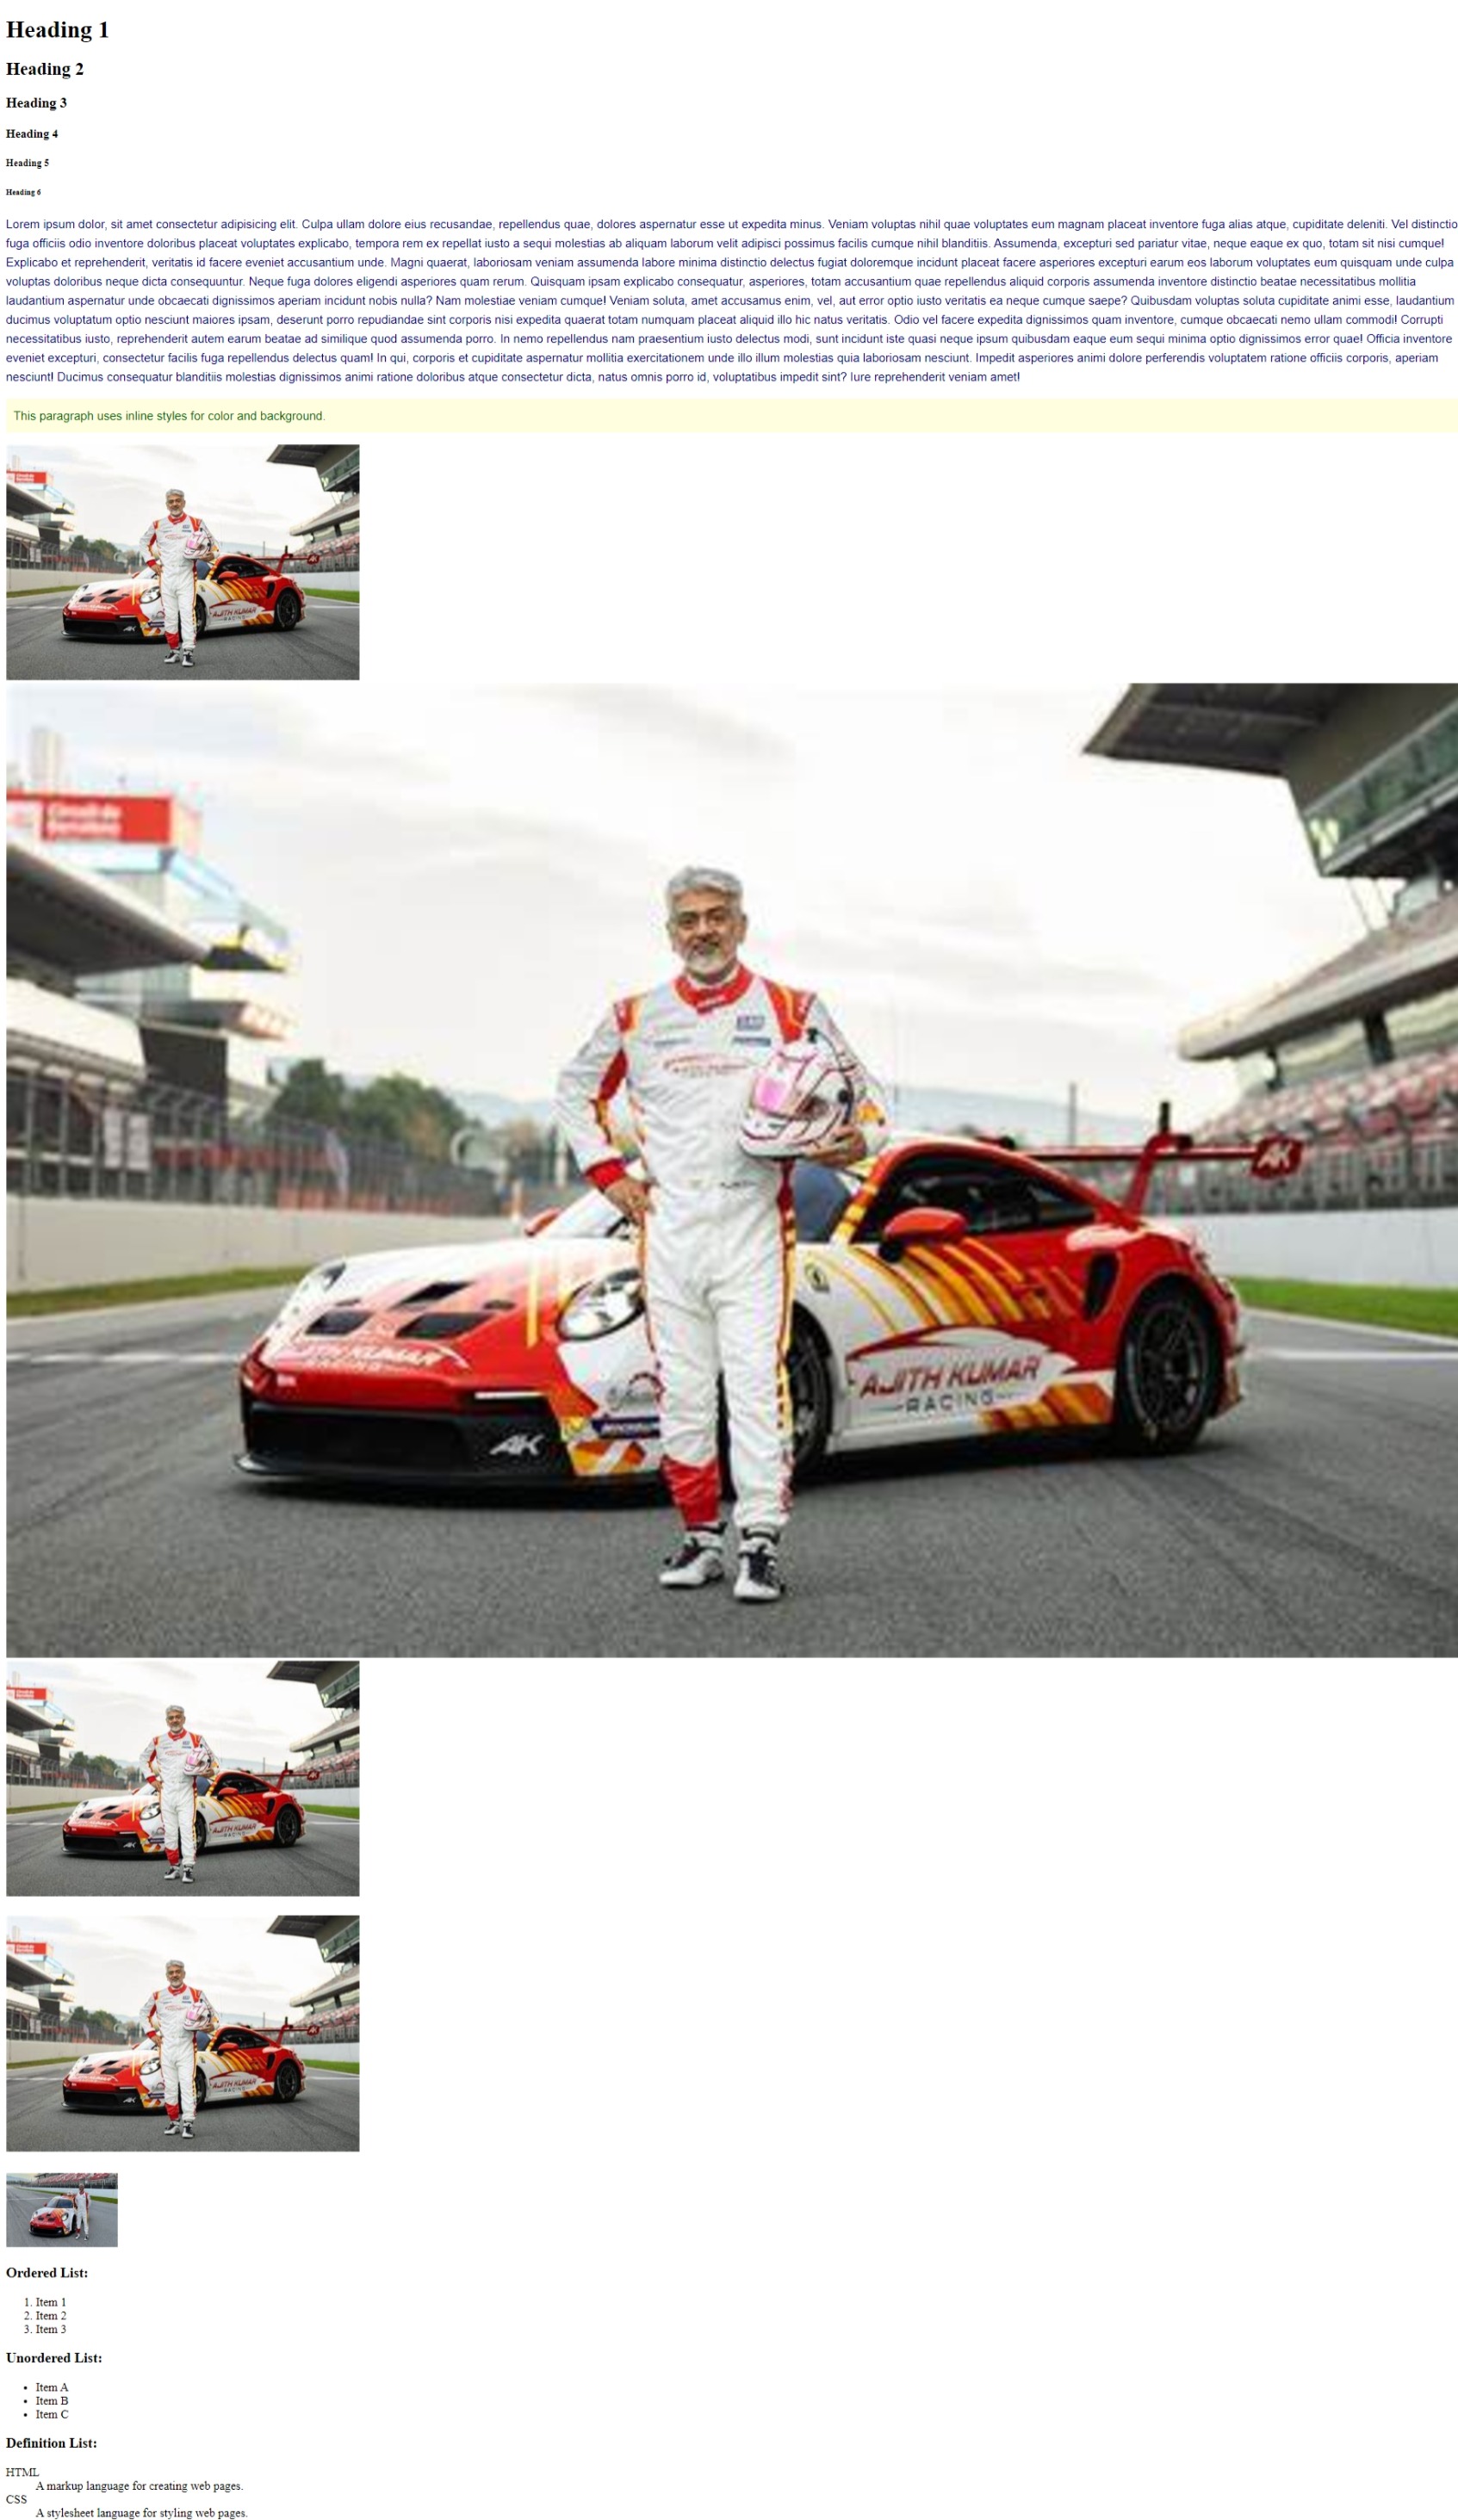 Heading 1
Heading 2
Heading 3
Heading 4
Heading 5
Heading 6
Lorem ipsum dolor, sit amet consectetur adipisicing elit. Culpa ullam dolore eius recusandae, repellendus quae, dolores aspernatur esse ut expedita minus. Veniam voluptas nihil quae voluptates eum magnam placeat inventore fuga alias atque, cupiditate deleniti. Vel distinctio
fuga officiis odio inventore doloribus placeat voluptates explicabo, tempora rem ex repellat iusto a sequi molestias ab aliquam laborum velit adipisci possimus facilis cumque nihil blanditiis. Assumenda, excepturi sed pariatur vitae, neque eaque ex quo, totam sit nisi cumque!
Explicabo et reprehenderit, veritatis id facere eveniet accusantium unde. Magni quaerat, laboriosam veniam assumenda labore minima distinctio delectus fugiat doloremque incidunt placeat facere asperiores excepturi earum eos laborum voluptates eum quisquam unde culpa
voluptas doloribus neque dicta consequuntur. Neque fuga dolores eligendi asperiores quam rerum. Quisquam ipsam explicabo consequatur, asperiores, totam accusantium quae repellendus aliquid corporis assumenda inventore distinctio beatae necessitatibus mollitia
laudantium aspernatur unde obcaecati dignissimos aperiam incidunt nobis nulla? Nam molestiae veniam cumque! Veniam soluta, amet accusamus enim, vel, aut error optio iusto veritatis ea neque cumque saepe? Quibusdam voluptas soluta cupiditate animi esse, laudantium
ducimus voluptatum optio nesciunt maiores ipsam, deserunt porro repudiandae sint corporis nisi expedita quaerat totam numquam placeat aliquid illo hic natus veritatis. Odio vel facere expedita dignissimos quam inventore, cumque obcaecati nemo ullam commodi! Corrupti
necessitatibus iusto, reprehenderit autem earum beatae ad similique quod assumenda porro. In nemo repellendus nam praesentium iusto delectus modi, sunt incidunt iste quasi neque ipsum quibusdam eaque eum sequi minima optio dignissimos error quae! Officia inventore
eveniet excepturi, consectetur facilis fuga repellendus delectus quam! In qui, corporis et cupiditate aspernatur mollitia exercitationem unde illo illum molestias quia laboriosam nesciunt. Impedit asperiores animi dolore perferendis voluptatem ratione officiis corporis, aperiam
nesciunt! Ducimus consequatur blanditiis molestias dignissimos animi ratione doloribus atque consectetur dicta, natus omnis porro id, voluptatibus impedit sint? Iure reprehenderit veniam amet!
This paragraph uses inline styles for color and background.
AJITH KUMAR
RACING
AK
AK
AJITH KUMAR
RACING
AK
AJITH KUMAR
RACING
AK
AJITH KUMAR
RACING
AK
Ordered List:
1. Item 1
2. Item 2
3. Item 3
Unordered List:
• Item A
• Item B
• Item C
Definition List:
HTML
A markup language for creating web pages.
CSS
A stylesheet language for styling web pages.